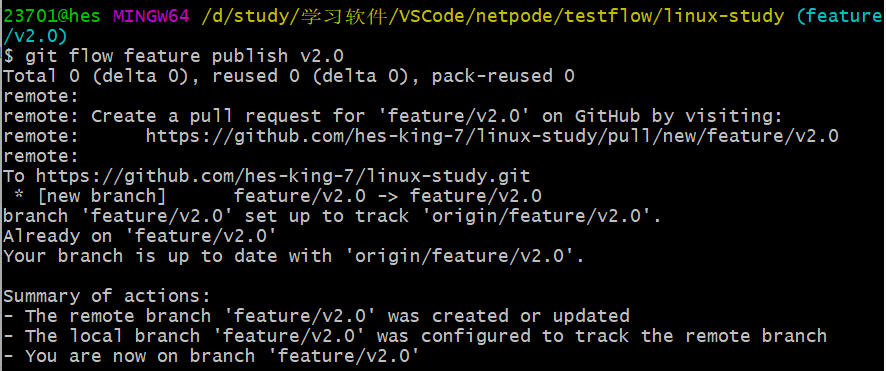 23701@hes MINGW64 /d/study/学习软件/VSCode/netpode/testflow/linux-study (feature
/v2.0)
$ git flow feature publish v2.0
Total 0 (delta 0), reused 0 (delta 0), pack-reused 0
remote:
remote: Create a pull request for 'feature/v2.0' on GitHub by visiting:
remote:      https://github.com/hes-king-7/linux-study/pull/new/feature/v2.0
remote:
To https://github.com/hes-king-7/linux-study.git
 * [new branch]      feature/v2.0 -> feature/v2.0
branch 'feature/v2.0' set up to track 'origin/feature/v2.0'.
Already on 'feature/v2.0'
Your branch is up to date with 'origin/feature/v2.0'.

Summary of actions:
- The remote branch 'feature/v2.0' was created or updated
- The local branch 'feature/v2.0' was configured to track the remote branch
- You are now on branch 'feature/v2.0'